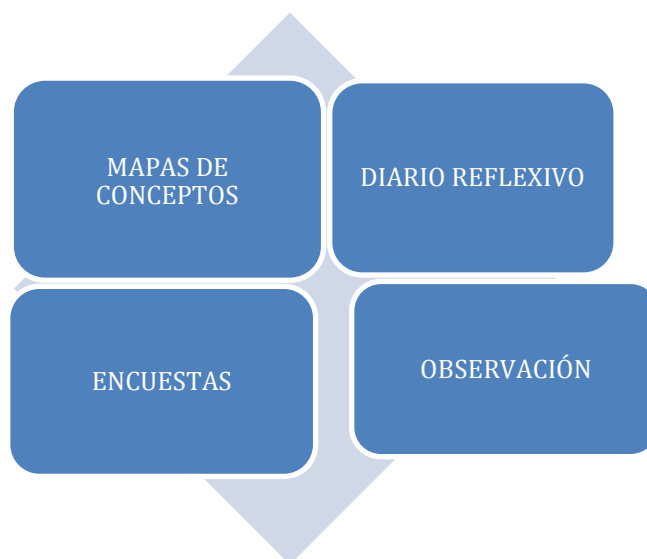 MAPAS DE
CONCEPTOS
DIARIO REFLEXIVO
ENCUESTAS
OBSERVACIÓN